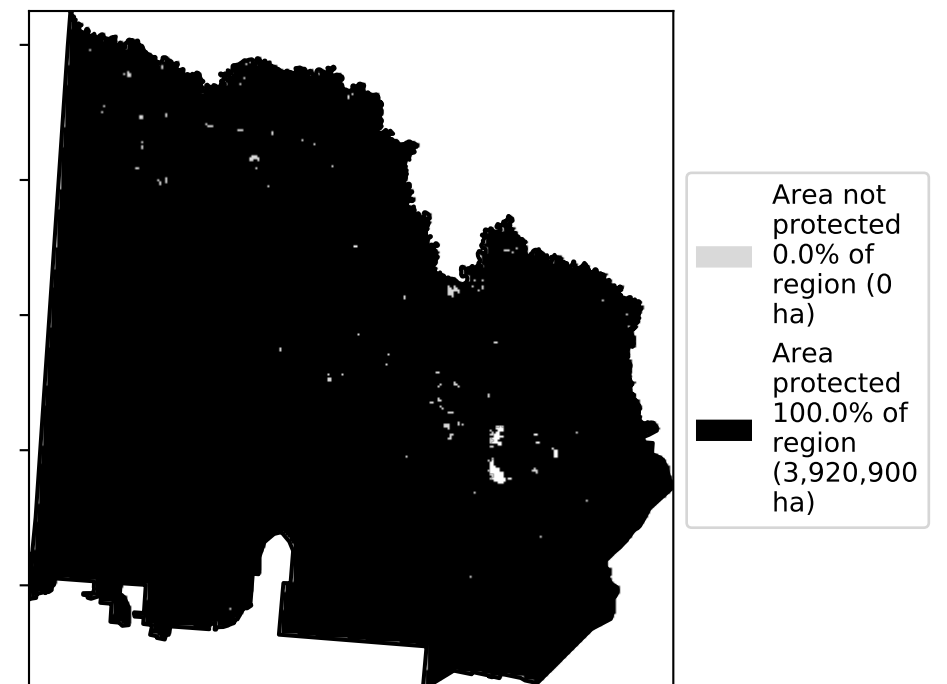 Area not
protected
0.0% of
region (0
ha)
Area
protected
100.0% of
region
(3,920,900
ha)